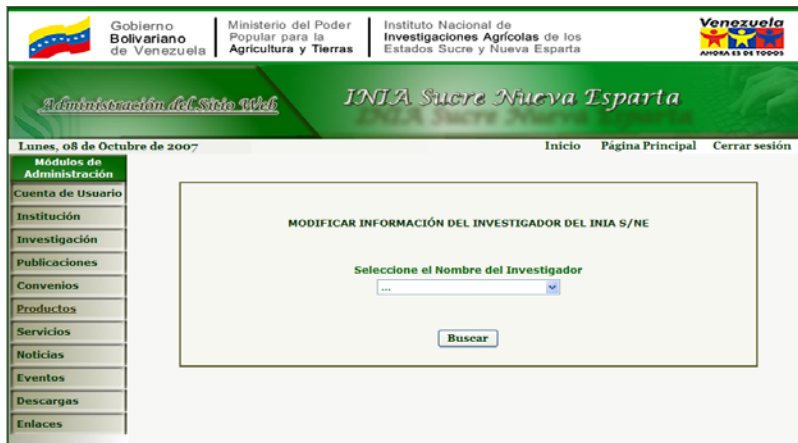 Gobierno
Bolivariano
de Venezuela
Ministerio del Poder
Popular para la
Agricultura y Tierras
Instituto Nacional de
Investigaciones Agrícolas de los
Estados Sucre y Nueva Esparta
Venezuela
AHORA ES DE TODOS
Administración del Sitio Web
INIA Sucre Nueva Esparta
Lunes, 08 de Octubre de 2007
Inicio Página Principal Cerrar sesión
Módulos de
Administración
Cuenta de Usuario
Institución
Investigación
Publicaciones
Convenios
Productos
Servicios
Noticias
Eventos
Descargas
Enlaces
MODIFICAR INFORMACIÓN DEL INVESTIGADOR DEL INIA S/NE
Seleccione el Nombre del Investigador
...
Buscar